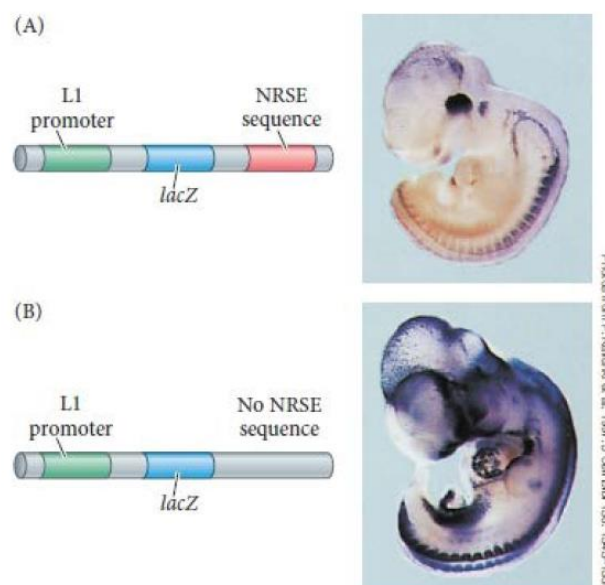 (A)
L1
promoter
NRSE
sequence
lacZ
(B)
L1
promoter
No NRSE
sequence
lacZ